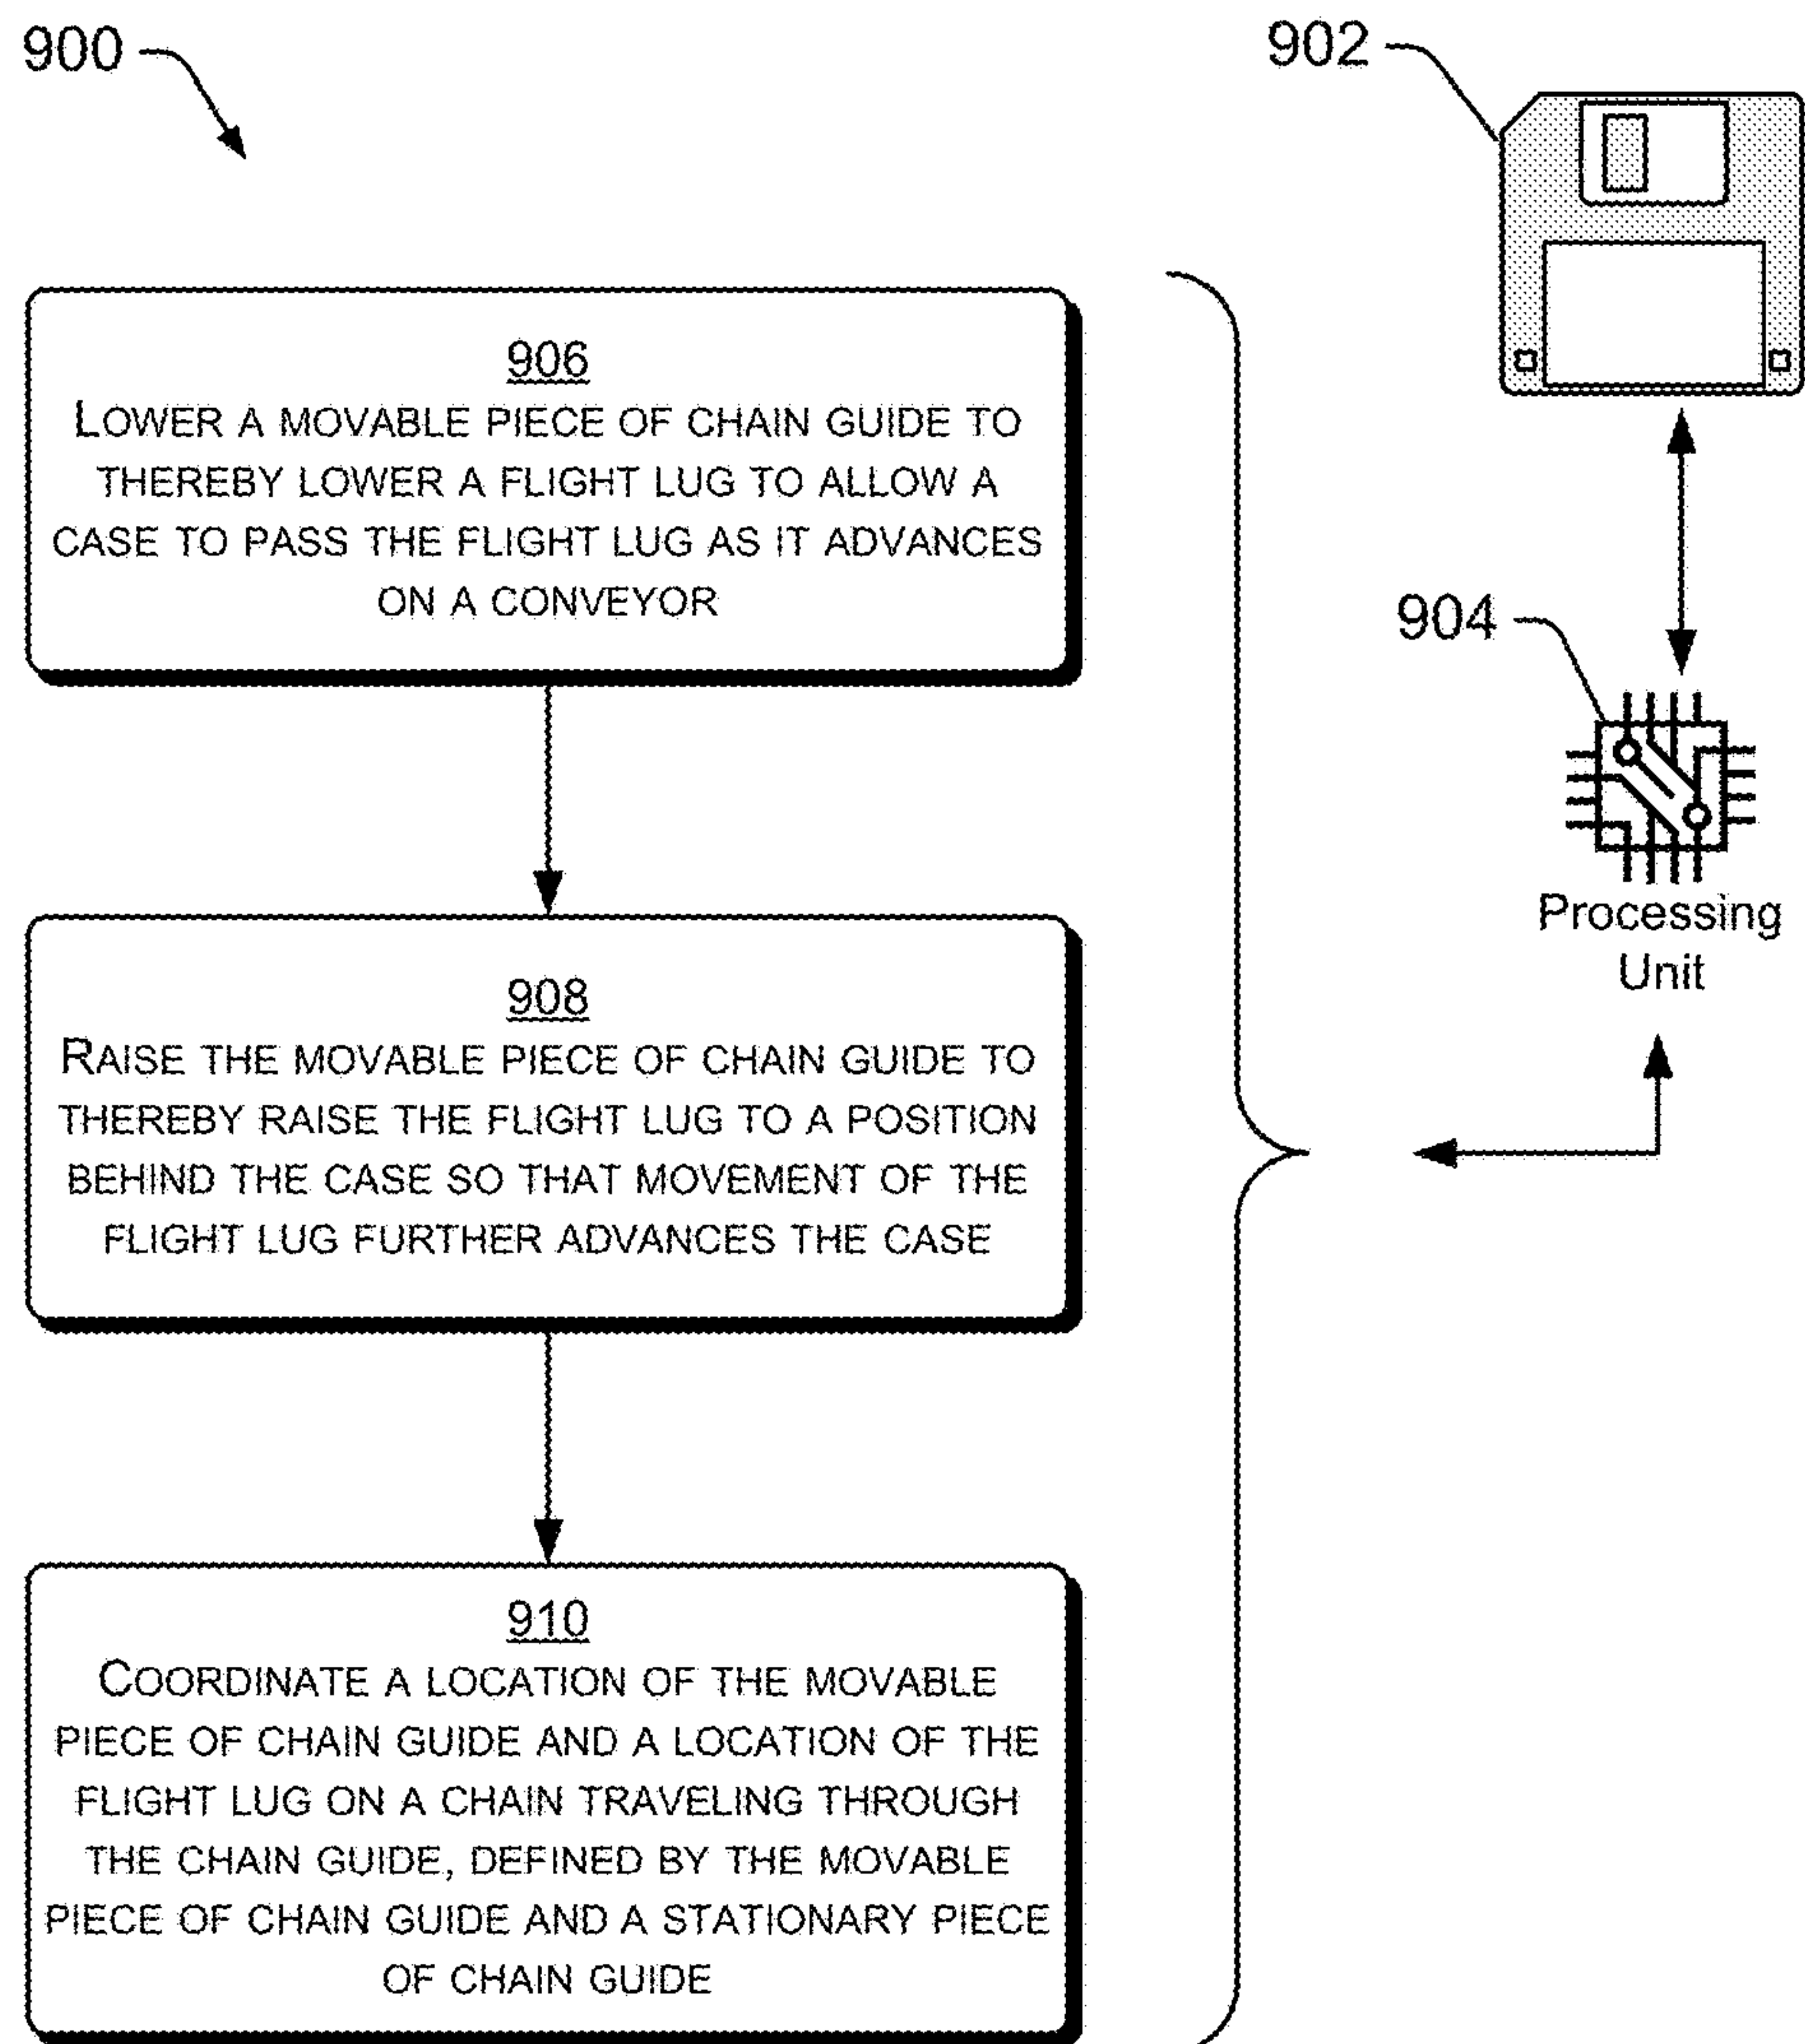 900
902
906
LOWER A MOVABLE PIECE OF CHAIN GUIDE TO
THEREBY LOWER A FLIGHT LUG TO ALLOW A
CASE TO PASS THE FLIGHT LUG AS IT ADVANCES
ON A CONVEYOR
904
Processing
Unit
908
RAISE THE MOVABLE PIECE OF CHAIN GUIDE TO
THEREBY RAISE THE FLIGHT LUG TO A POSITION
BEHIND THE CASE SO THAT MOVEMENT OF THE
FLIGHT LUG FURTHER ADVANCES THE CASE
910
COORDINATE A LOCATION OF THE MOVABLE
PIECE OF CHAIN GUIDE AND A LOCATION OF THE
FLIGHT LUG ON A CHAIN TRAVELING THROUGH
THE CHAIN GUIDE, DEFINED BY THE MOVABLE
PIECE OF CHAIN GUIDE AND A STATIONARY PIECE
OF CHAIN GUIDE